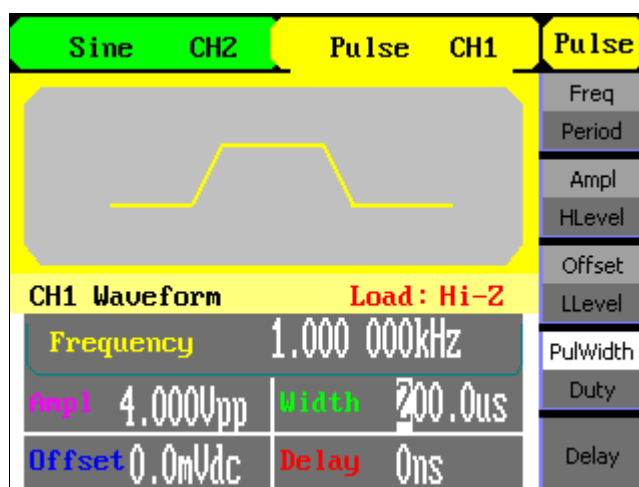 Sine CH2 Pulse CH1 Pulse
Freq
Period
Ampl
HLevel
Offset
LLevel
PulWidth
Duty
Delay
CH1 Waveform Load: Hi-Z
Frequency 1.000 000kHz
Ampl 4.000Vpp Width 200.0us
Offset 0.0mVdc Delay 0ns